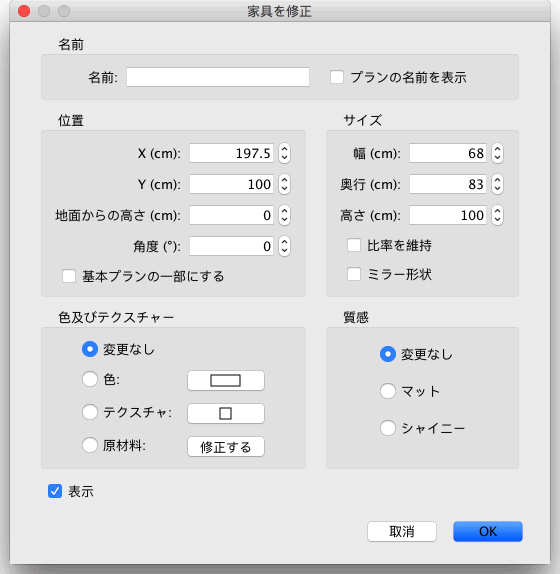 家具を修正
名前
名前: プランの名前を表示
位置
X (cm): 197.5
Y (cm): 100
地面からの高さ (cm): 0
角度 (°): 0
基本プランの一部にする
サイズ
幅 (cm): 68
奥行 (cm): 83
高さ (cm): 100
比率を維持
ミラー形状
色及びテクスチャー
変更なし
色:
テクスチャ:
原材料: 修正する
質感
変更なし
マット
シャイニー
表示
取消 OK